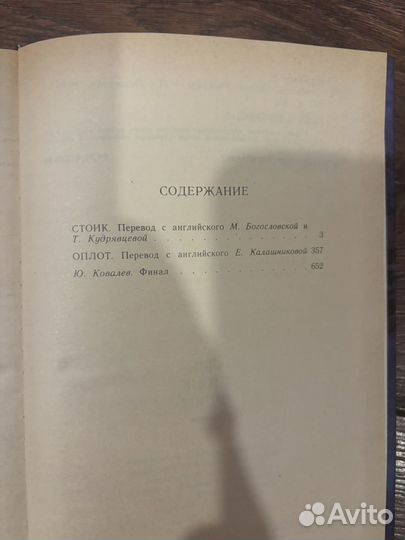 СОДЕРЖАНИЕ
СТОИК. Перевод с английского М. Богословской и
Т. Кудрявцевой . . . . . . . . . . . . 3
ОПЛОТ. Перевод с английского Е. Калашниковой 357
Ю. Ковалев. Финал . . . . . . . . . . 652
Avito